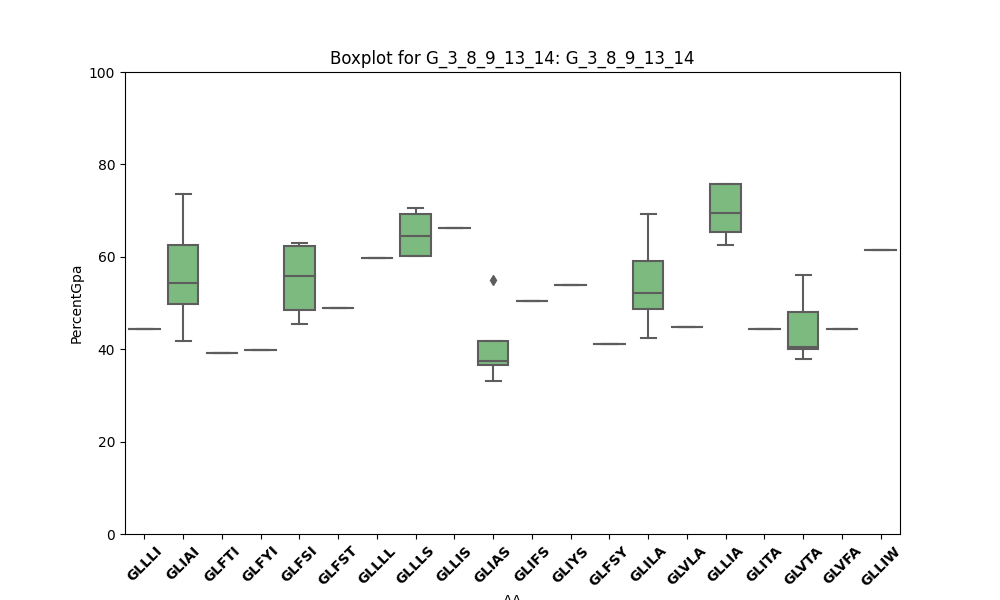 Boxplot for G_3_8_9_13_14: G_3_8_9_13_14
100
80
60
40
20
0
PercentGpa
GLLLI GLIAI GLFTI GLFYI GLFSI GLFST GLLLL GLLLS GLLIS GLIAS GLIFS GLIYS GLFSY GLILA GLVLA GLLIA GLITA GLVTA GLVFA GLLIW
AA